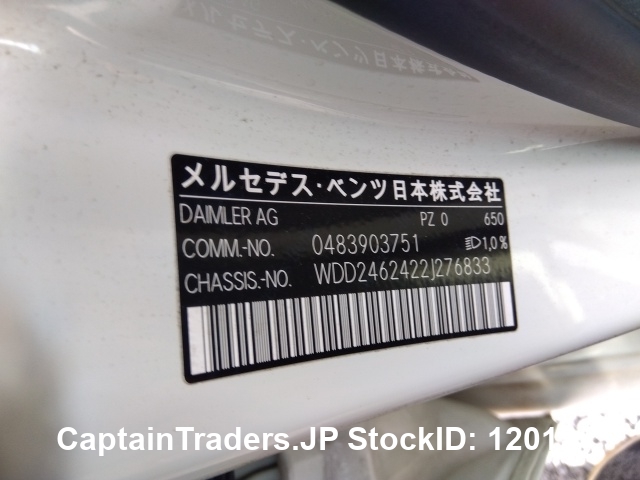 メルセデス・ベンツ日本株式会社
DAIMLER AG PZ 0 650
COMM.-NO. 0483903751 1,0%
CHASSIS.-NO. WDD2462422J276833
CaptainTraders.JP StockID: 1201